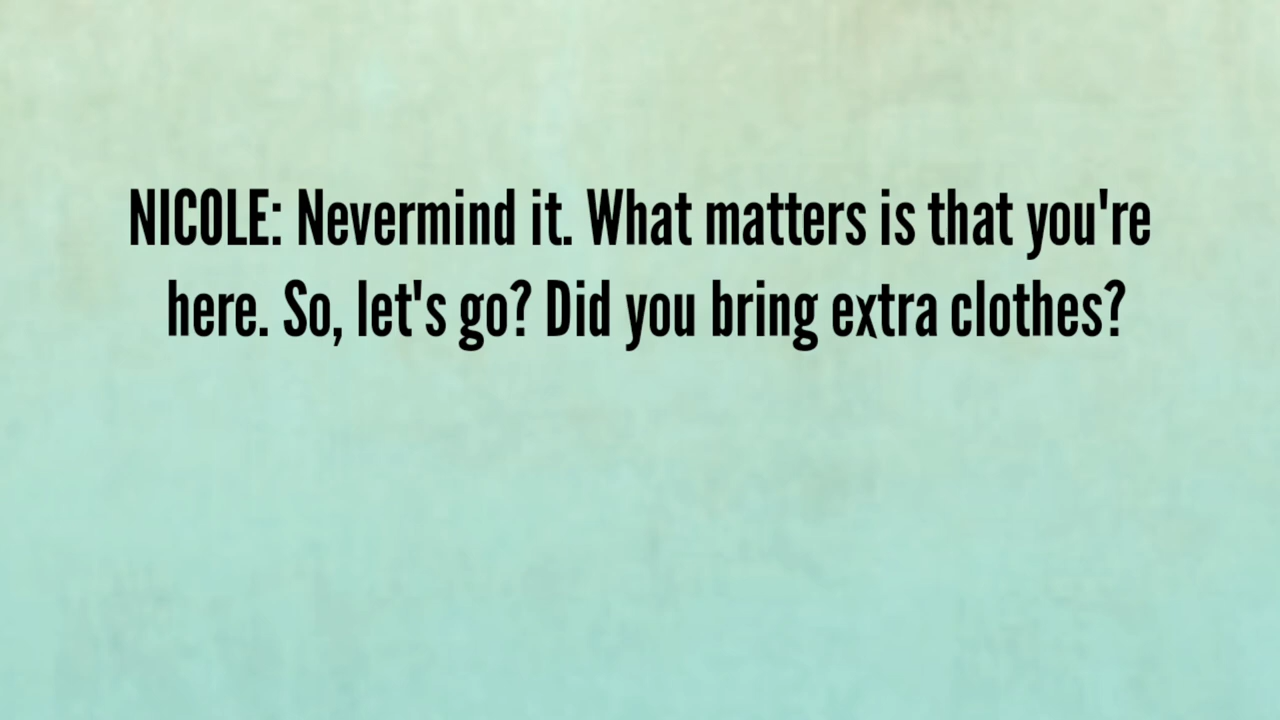 NICOLE: Nevermind it. What matters is that you're
here. So, let's go? Did you bring extra clothes?